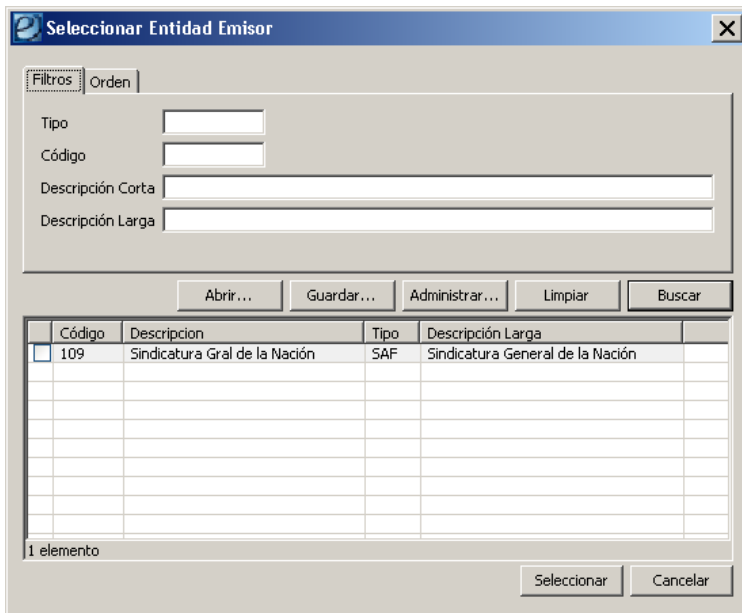 Seleccionar Entidad Emisor
Filtros Orden
Tipo
Código
Descripción Corta
Descripción Larga
Abrir... Guardar... Administrar... Limpiar Buscar
Código Descripcion Tipo Descripción Larga
109 Sindicatura Gral de la Nación SAF Sindicatura General de la Nación
1 elemento
Seleccionar Cancelar